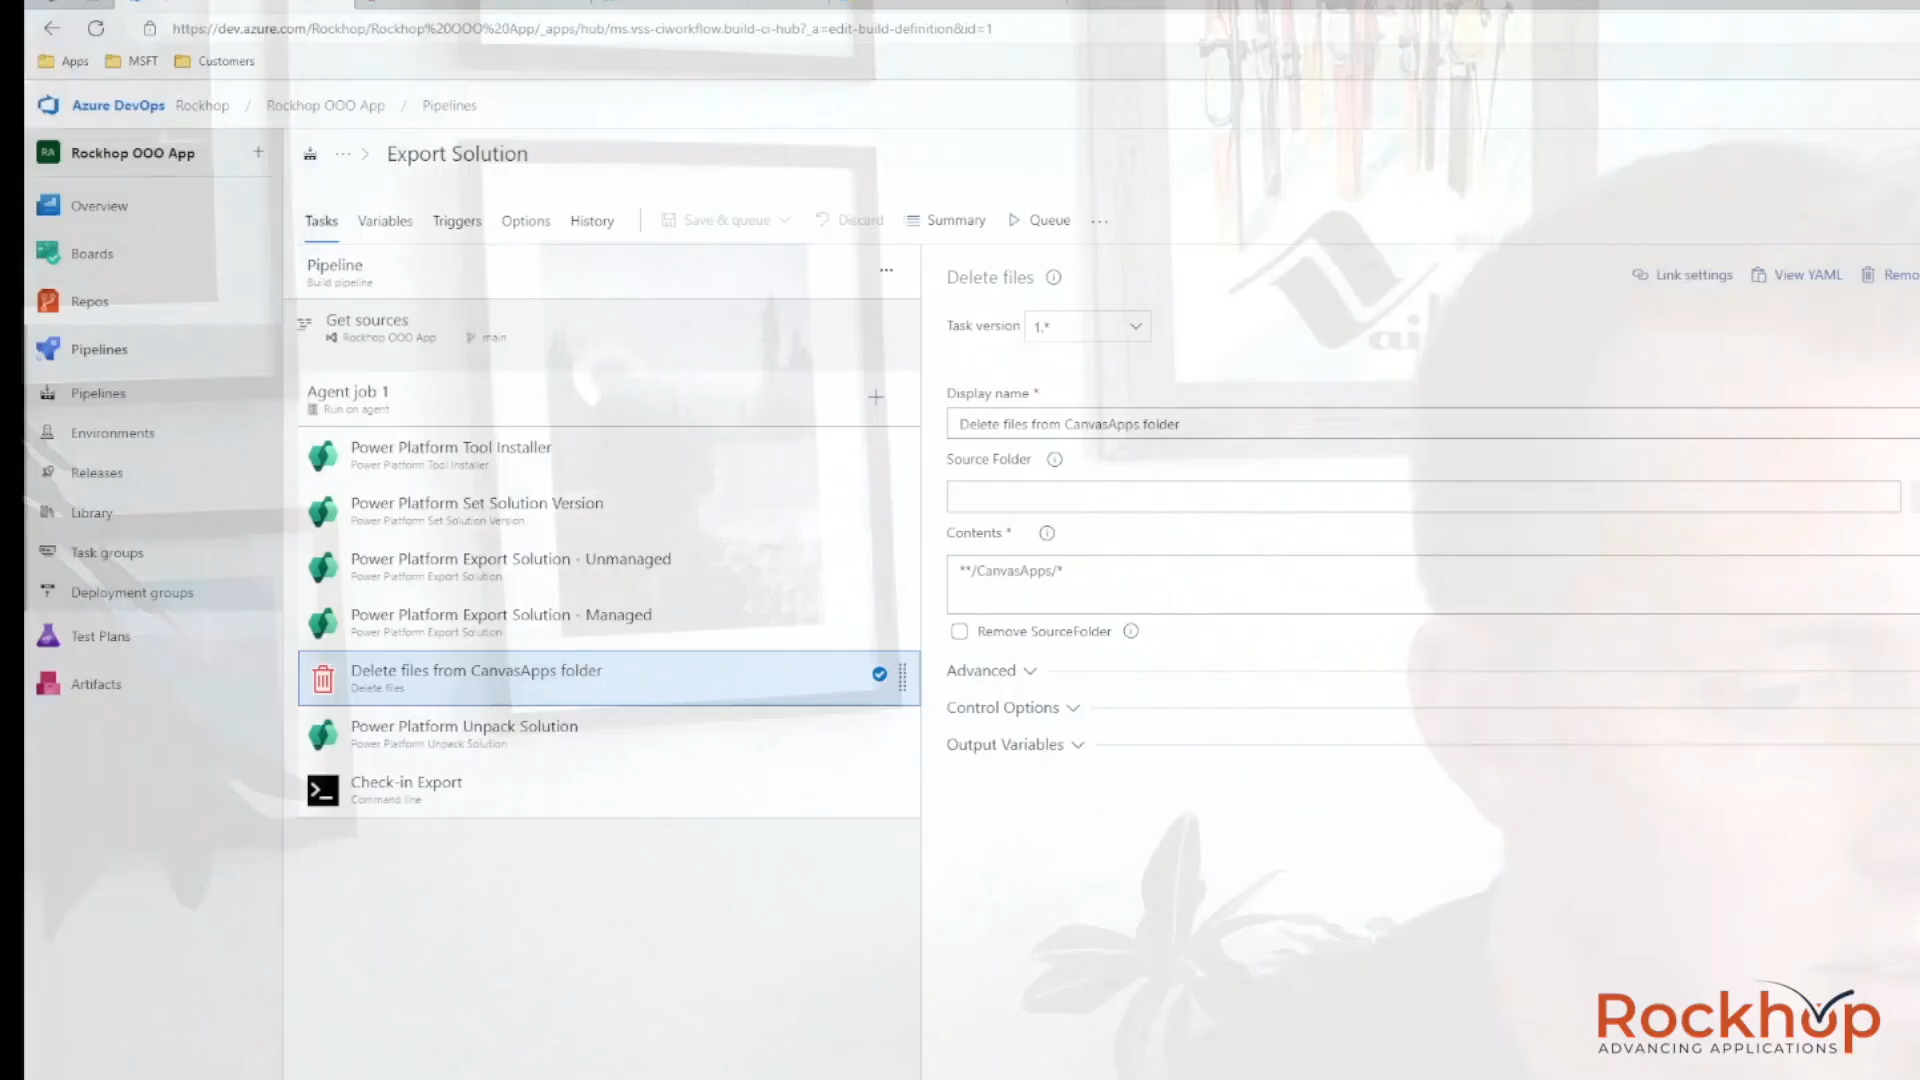 https://dev.azure.com/Rockhop/Rockhop%20OOO%20App/_apps/hub/ms.vss-ciworkflow.build-ci-hub?_a=edit-build-definition&id=1
Apps MSFT Customers
Azure DevOps Rockhop / Rockhop OOO App / Pipelines
RA Rockhop OOO App +
··· > Export Solution
Overview
Boards
Repos
Pipelines
Pipelines
Environments
Releases
Library
Task groups
Deployment groups
Test Plans
Artifacts
Tasks Variables Triggers Options History Save & queue Discard Summary Queue ···
Pipeline ···
Build pipeline
Get sources
Rockhop OOO App main
Agent job 1 +
Run on agent
Power Platform Tool Installer
Power Platform Tool Installer
Power Platform Set Solution Version
Power Platform Set Solution Version
Power Platform Export Solution - Unmanaged
Power Platform Export Solution
Power Platform Export Solution - Managed
Power Platform Export Solution
Delete files from CanvasApps folder
Delete files
Power Platform Unpack Solution
Power Platform Unpack Solution
Check-in Export
Command line
Delete files
Link settings View YAML Remo
Task version 1.*
Display name *
Delete files from CanvasApps folder
Source Folder
Contents *
**/CanvasApps/*
Remove SourceFolder
Advanced
Control Options
Output Variables
Rockhop
ADVANCING APPLICATIONS